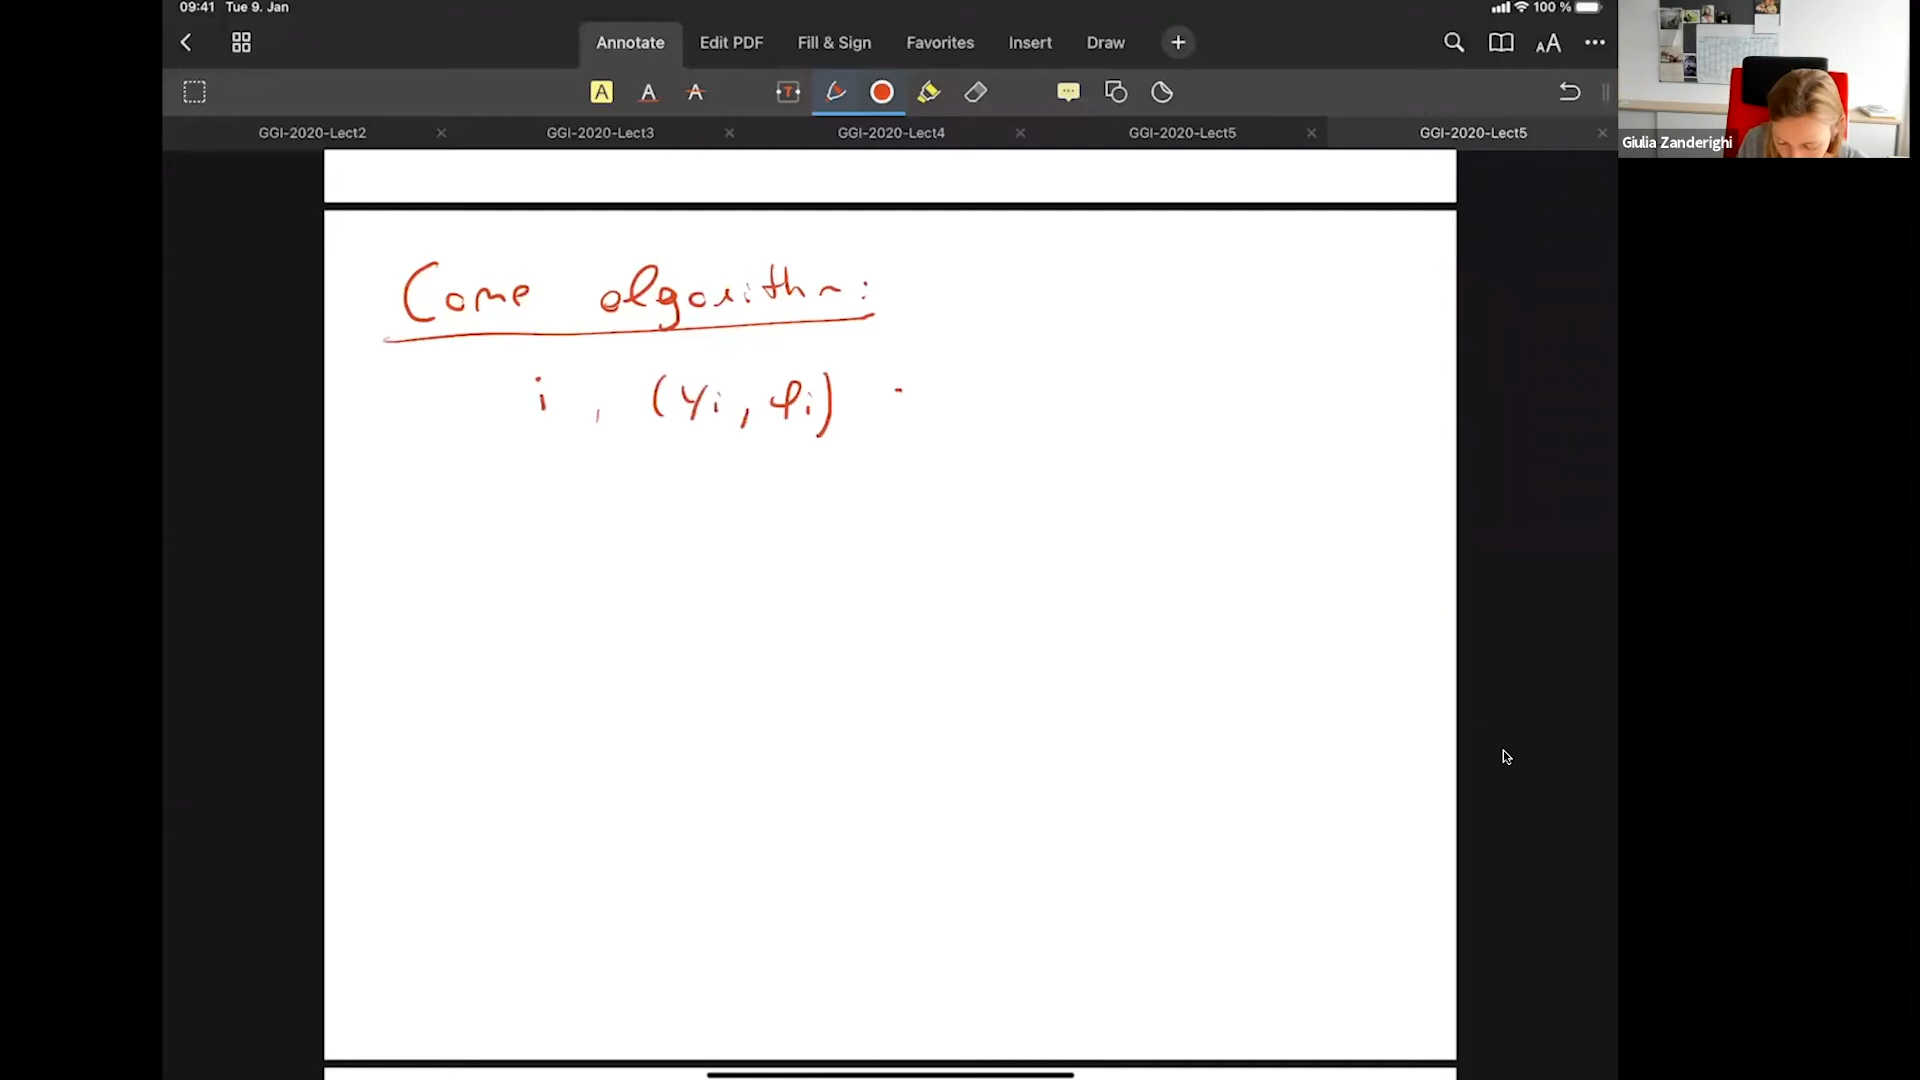 09:41 Tue 9. Jan 100 %
Annotate Edit PDF Fill & Sign Favorites Insert Draw
AA
A A A T
GGI-2020-Lect2 GGI-2020-Lect3 GGI-2020-Lect4 GGI-2020-Lect5 GGI-2020-Lect5
Giulia Zanderighi
Cone algorithm:
i , (yi, φi)